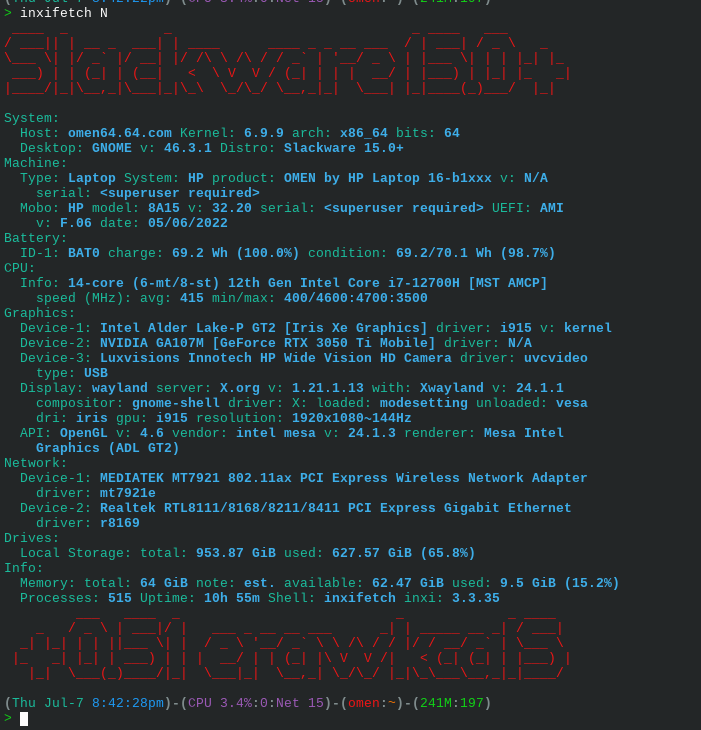 > inxifetch N
Slackware 15.0+
System:
Host: omen64.64.com Kernel: 6.9.9 arch: x86_64 bits: 64
Desktop: GNOME v: 46.3.1 Distro: Slackware 15.0+
Machine:
Type: Laptop System: HP product: OMEN by HP Laptop 16-b1xxx v: N/A
serial: <superuser required>
Mobo: HP model: 8A15 v: 32.20 serial: <superuser required> UEFI: AMI
v: F.06 date: 05/06/2022
Battery:
ID-1: BAT0 charge: 69.2 Wh (100.0%) condition: 69.2/70.1 Wh (98.7%)
CPU:
Info: 14-core (6-mt/8-st) 12th Gen Intel Core i7-12700H [MST AMCP]
speed (MHz): avg: 415 min/max: 400/4600:4700:3500
Graphics:
Device-1: Intel Alder Lake-P GT2 [Iris Xe Graphics] driver: i915 v: kernel
Device-2: NVIDIA GA107M [GeForce RTX 3050 Ti Mobile] driver: N/A
Device-3: Luxvisions Innotech HP Wide Vision HD Camera driver: uvcvideo
type: USB
Display: wayland server: X.org v: 1.21.1.13 with: Xwayland v: 24.1.1
compositor: gnome-shell driver: X: loaded: modesetting unloaded: vesa
dri: iris gpu: i915 resolution: 1920x1080~144Hz
API: OpenGL v: 4.6 vendor: intel mesa v: 24.1.3 renderer: Mesa Intel
Graphics (ADL GT2)
Network:
Device-1: MEDIATEK MT7921 802.11ax PCI Express Wireless Network Adapter
driver: mt7921e
Device-2: Realtek RTL8111/8168/8211/8411 PCI Express Gigabit Ethernet
driver: r8169
Drives:
Local Storage: total: 953.87 GiB used: 627.57 GiB (65.8%)
Info:
Memory: total: 64 GiB note: est. available: 62.47 GiB used: 9.5 GiB (15.2%)
Processes: 515 Uptime: 10h 55m Shell: inxifetch inxi: 3.3.35
+0.51 erawkcalS
(Thu Jul-7 8:42:28pm)-(CPU 3.4%:0:Net 15)-(omen:~)-(241M:197)
>